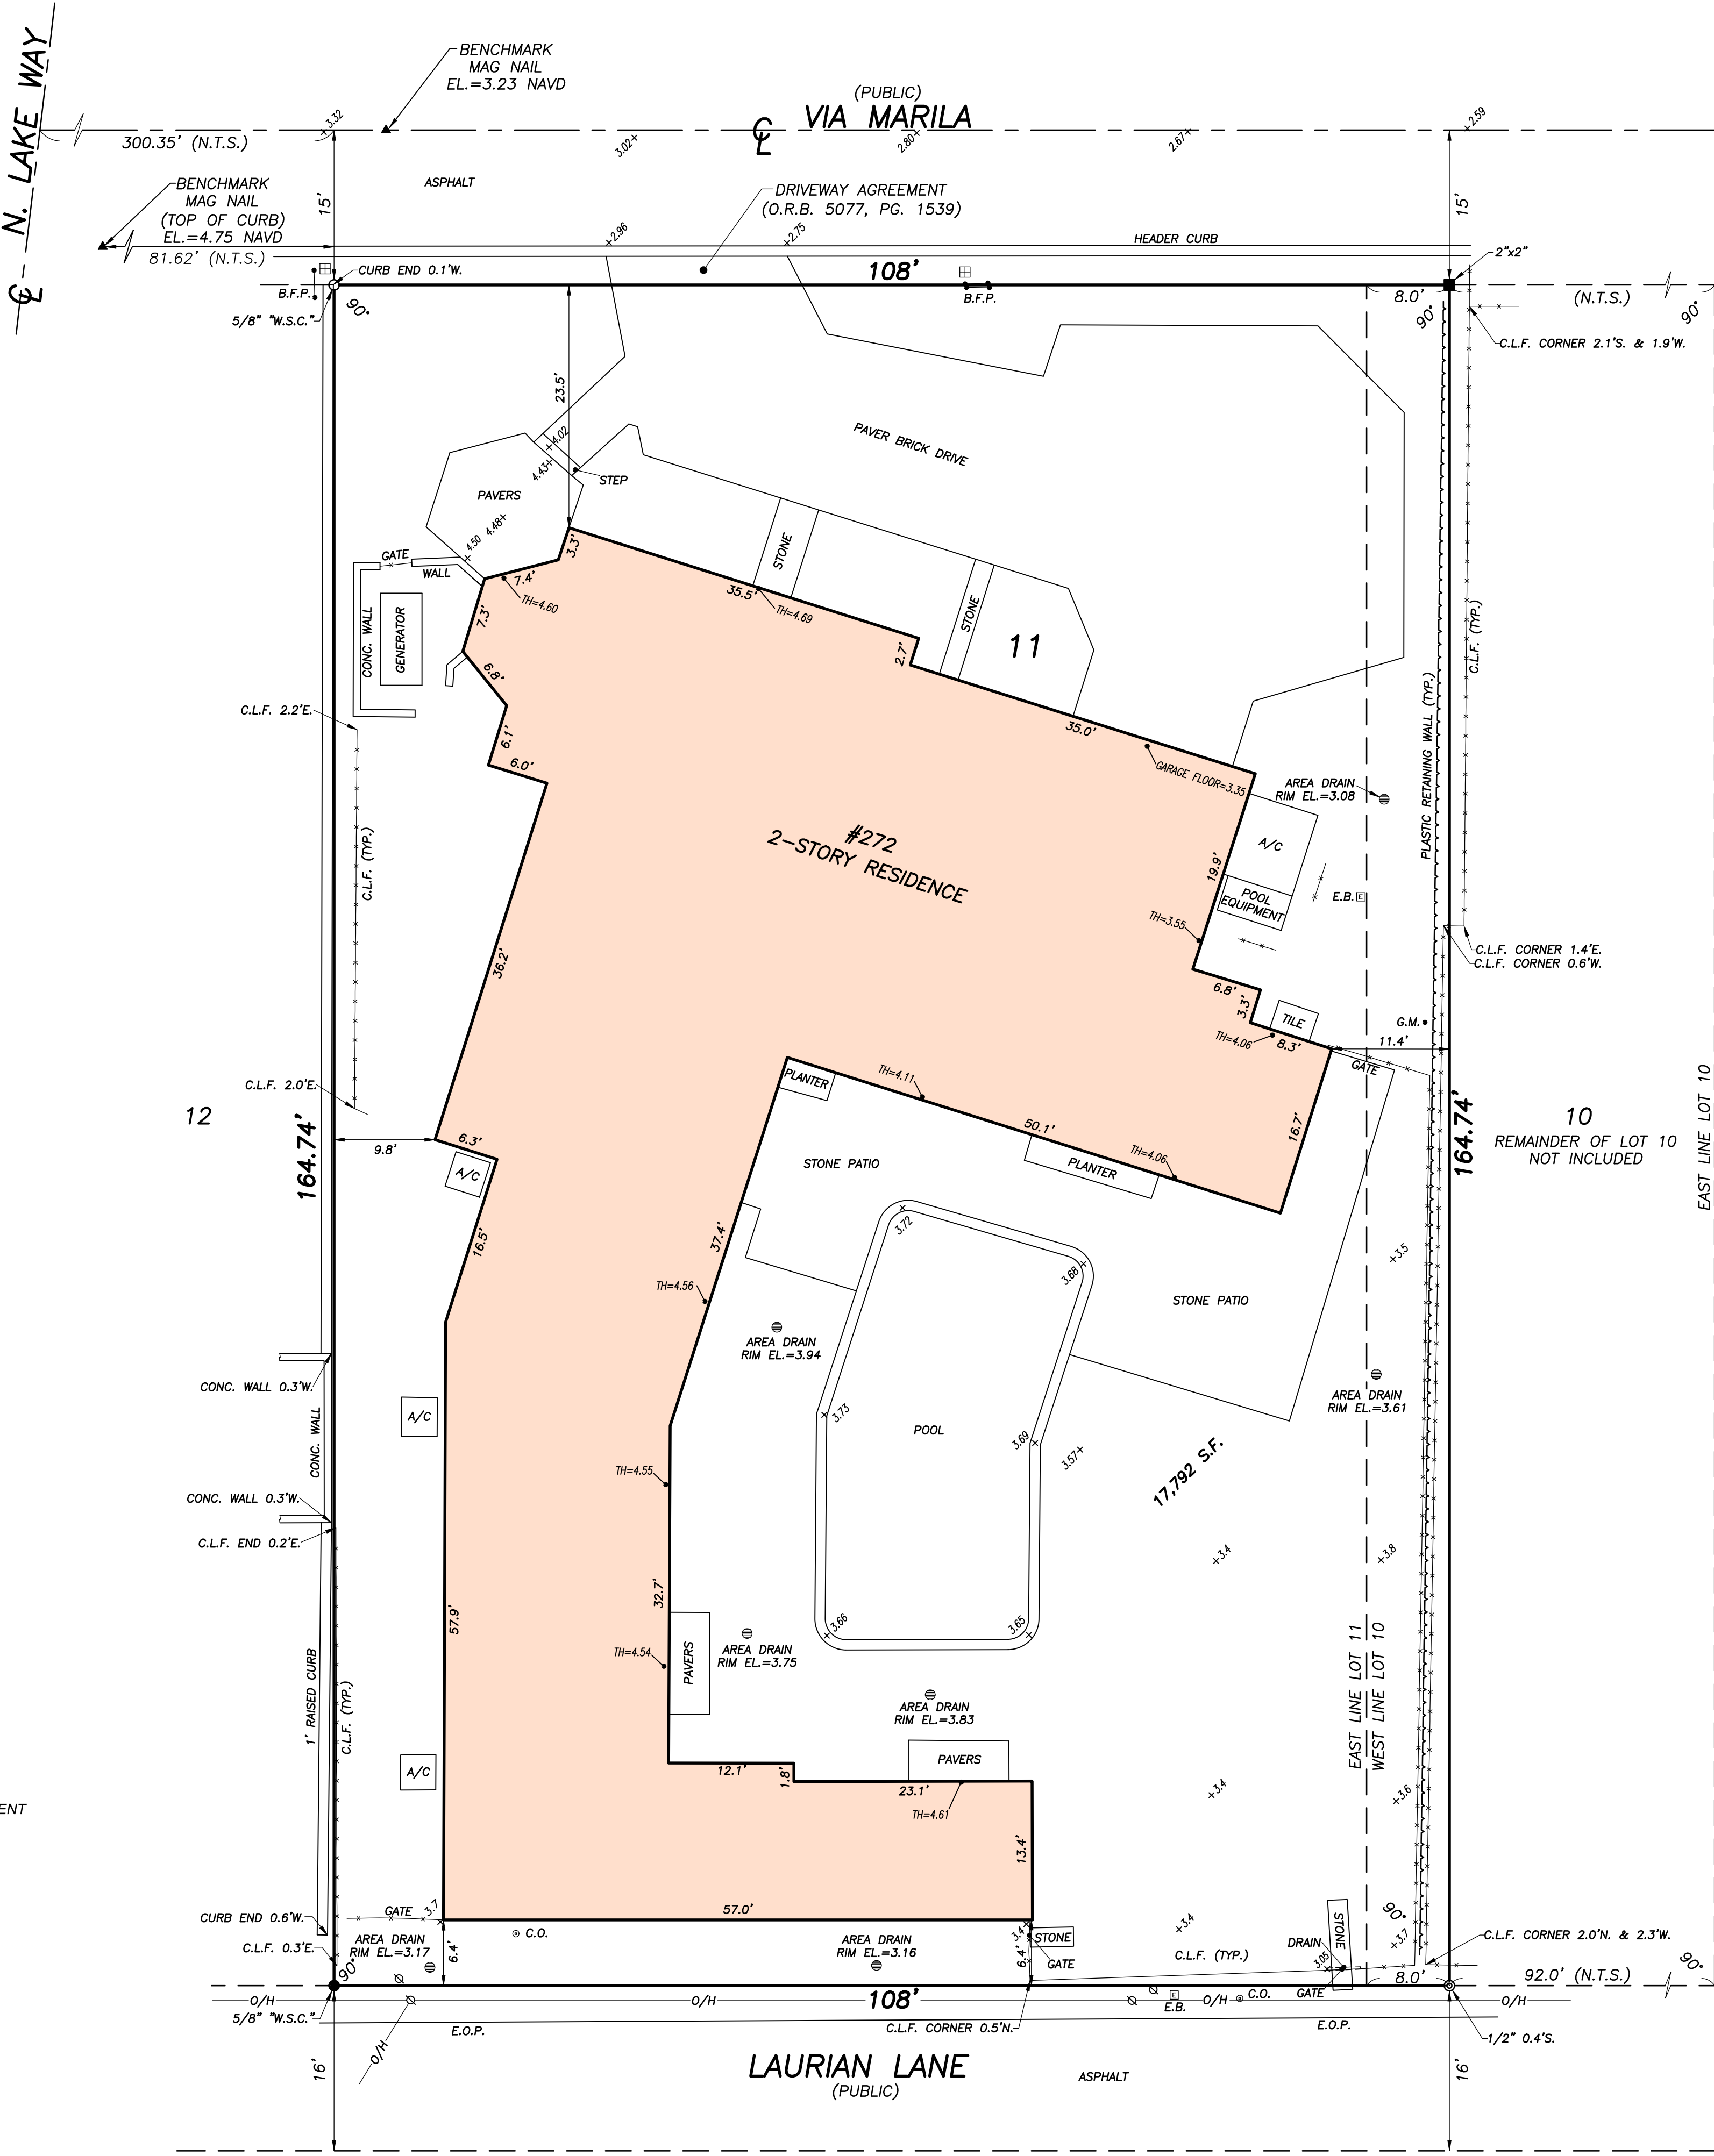 N. LAKE WAY
℄
BENCHMARK
MAG NAIL
EL.=3.23 NAVD
(PUBLIC)
℄ VIA MARILA
300.35' (N.T.S.)
3.32
3.02+
2.80+
2.67+
+2.59
ASPHALT
15'
15'
BENCHMARK
MAG NAIL
(TOP OF CURB)
EL.=4.75 NAVD
81.62' (N.T.S.)
DRIVEWAY AGREEMENT
(O.R.B. 5077, PG. 1539)
+2.96
+2.75
HEADER CURB
2"x2"
CURB END 0.1'W.
108'
B.F.P.
B.F.P.
8.0'
(N.T.S.)
5/8" "W.S.C."
90°
90°
90°
C.L.F. CORNER 2.1'S. & 1.9'W.
23.5'
PAVER BRICK DRIVE
+4.02
4.43+
STEP
PAVERS
4.50
4.48+
GATE
WALL
3.3'
7.4'
TH=4.60
STONE
35.5'
TH=4.69
STONE
11
2.7'
CONC. WALL
GENERATOR
7.3'
6.8'
C.L.F. (TYP.)
PLASTIC RETAINING WALL (TYP.)
C.L.F. 2.2'E.
6.1'
6.0'
35.0'
GARAGE FLOOR=3.35
AREA DRAIN
RIM EL.=3.08
C.L.F. (TYP.)
#272
2-STORY RESIDENCE
A/C
19.9'
POOL
EQUIPMENT
E.B. E
TH=3.55
36.2'
C.L.F. CORNER 1.4'E.
C.L.F. CORNER 0.6'W.
6.8'
3.3'
TILE
G.M.
TH=4.06
8.3'
11.4'
GATE
C.L.F. 2.0'E.
PLANTER
TH=4.11
12
164.74'
9.8'
6.3'
A/C
STONE PATIO
50.1'
TH=4.06
PLANTER
16.7'
164.74'
10
REMAINDER OF LOT 10
NOT INCLUDED
EAST LINE LOT 10
16.5'
37.4'
3.72
3.68
+3.5
TH=4.56
STONE PATIO
AREA DRAIN
RIM EL.=3.94
CONC. WALL 0.3'W.
A/C
3.73
POOL
3.69
3.57+
AREA DRAIN
RIM EL.=3.61
CONC. WALL
TH=4.55
17,792 S.F.
CONC. WALL 0.3'W.
C.L.F. END 0.2'E.
+3.4
+3.8
57.9'
32.7'
3.66
3.65
TH=4.54
PAVERS
AREA DRAIN
RIM EL.=3.75
1' RAISED CURB
C.L.F. (TYP.)
AREA DRAIN
RIM EL.=3.83
EAST LINE LOT 11
WEST LINE LOT 10
A/C
12.1'
1.8'
PAVERS
23.1'
TH=4.61
+3.4
+3.6
ENT
13.4'
57.0'
CURB END 0.6'W.
GATE
3.7
C.L.F. 0.3'E.
AREA DRAIN
RIM EL.=3.17
6.4'
C.O.
AREA DRAIN
RIM EL.=3.16
3.4
6.4'
STONE
GATE
+3.4
C.L.F. (TYP.)
DRAIN
STONE
3.05
90°
+3.7
C.L.F. CORNER 2.0'N. & 2.3'W.
90°
90°
8.0'
92.0' (N.T.S.)
O/H
O/H
108'
E
E.B.
O/H
C.O.
GATE
O/H
5/8" "W.S.C."
E.O.P.
O/H
C.L.F. CORNER 0.5'N.
E.O.P.
1/2" 0.4'S.
16'
LAURIAN LANE
(PUBLIC)
ASPHALT
16'